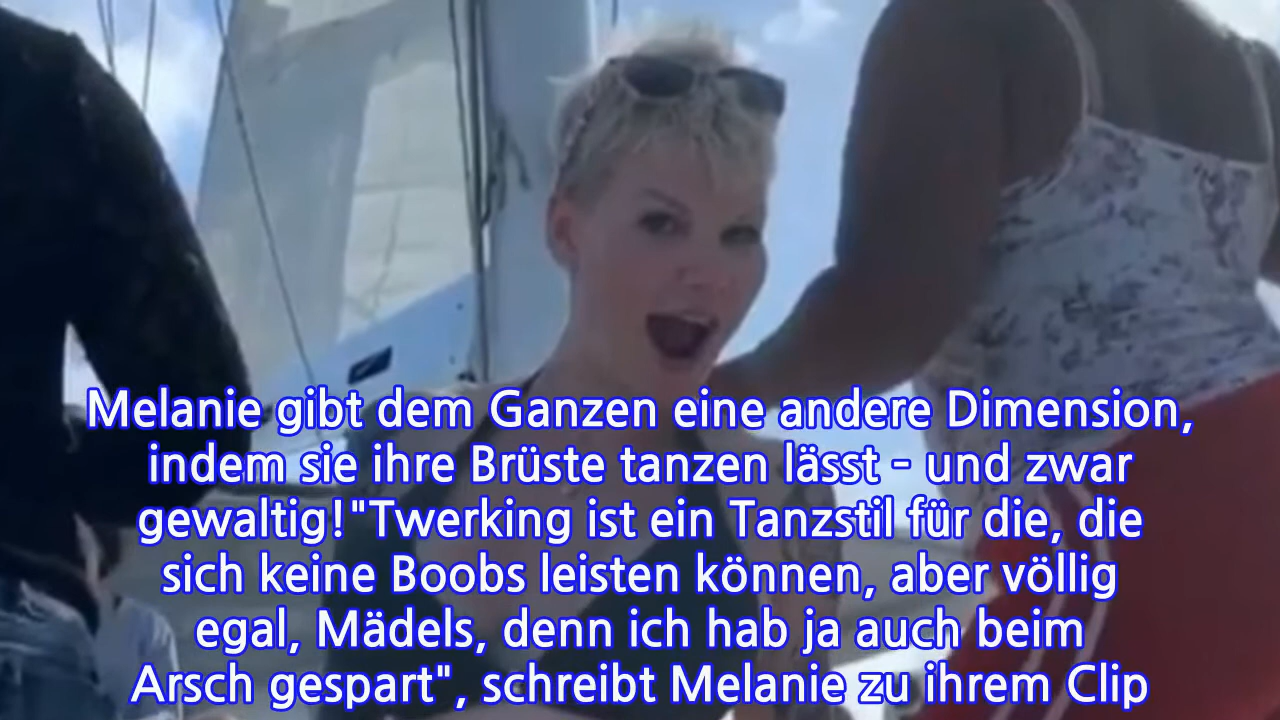 Melanie gibt dem Ganzen eine andere Dimension,
indem sie ihre Brüste tanzen lässt - und zwar
gewaltig!"Twerking ist ein Tanzstil für die, die
sich keine Boobs leisten können, aber völlig
egal, Mädels, denn ich hab ja auch beim
Arsch gespart", schreibt Melanie zu ihrem Clip